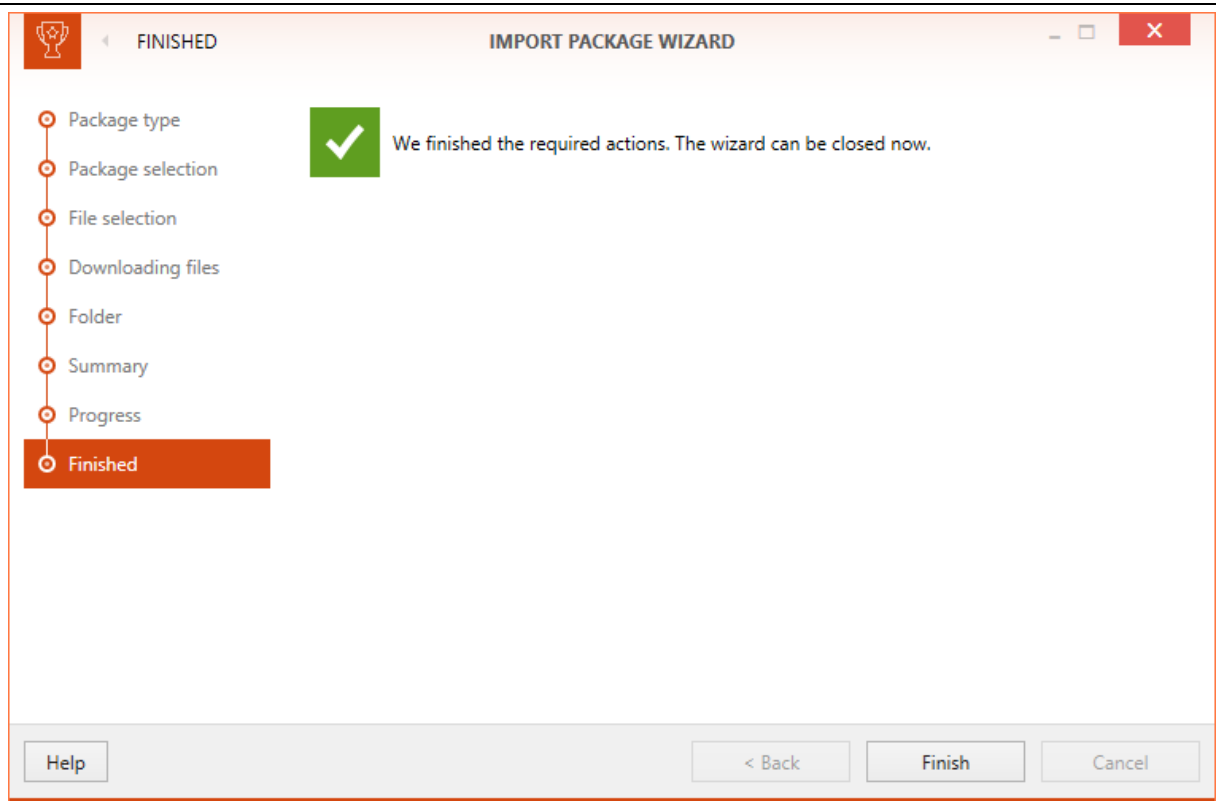 FINISHED
IMPORT PACKAGE WIZARD
Package type
Package selection
File selection
Downloading files
Folder
Summary
Progress
Finished
We finished the required actions. The wizard can be closed now.
Help
< Back
Finish
Cancel